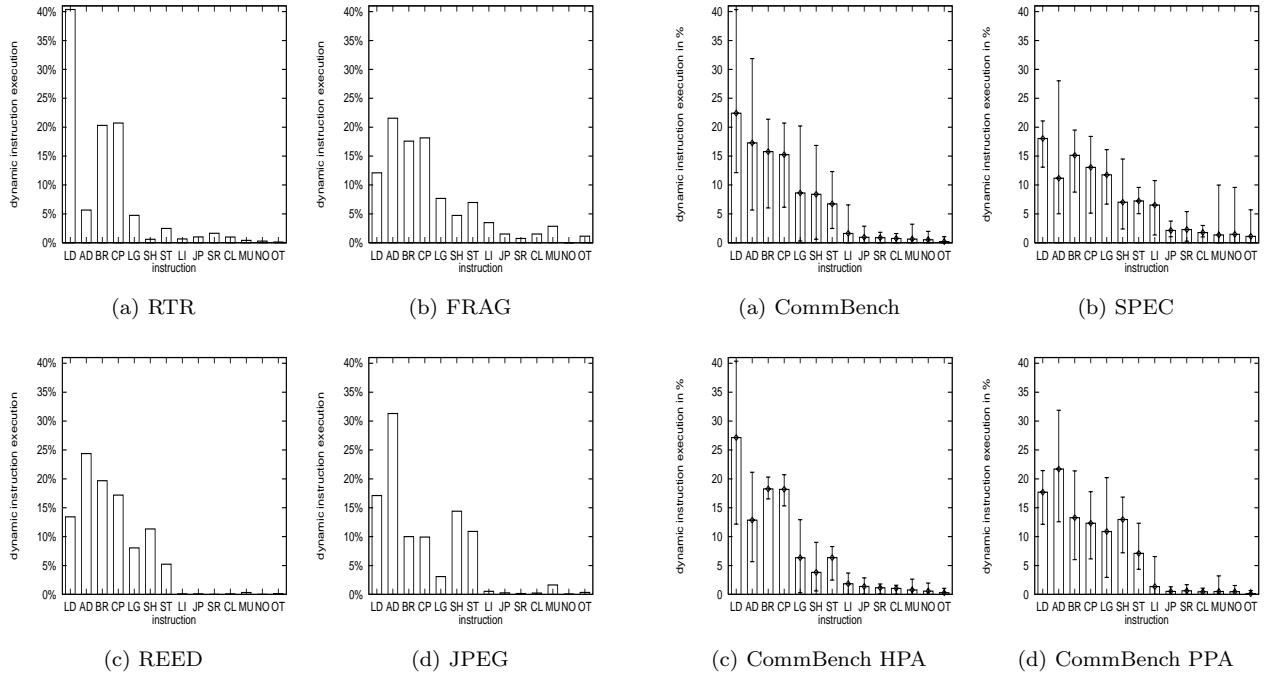 dynamic instruction execution
40%
35%
30%
25%
20%
15%
10%
5%
0%
LD AD BR CP LG SH ST LI JP SR CL MU NO OT
instruction
(a) RTR
dynamic instruction execution
40%
35%
30%
25%
20%
15%
10%
5%
0%
LD AD BR CP LG SH ST LI JP SR CL MU NO OT
instruction
(b) FRAG
dynamic instruction execution in %
40
35
30
25
20
15
10
5
0
LD AD BR CP LG SH ST LI JP SR CL MU NO OT
instruction
(a) CommBench
dynamic instruction execution in %
40
35
30
25
20
15
10
5
0
LD AD BR CP LG SH ST LI JP SR CL MU NO OT
instruction
(b) SPEC
dynamic instruction execution
40%
35%
30%
25%
20%
15%
10%
5%
0%
LD AD BR CP LG SH ST LI JP SR CL MU NO OT
instruction
(c) REED
dynamic instruction execution
40%
35%
30%
25%
20%
15%
10%
5%
0%
LD AD BR CP LG SH ST LI JP SR CL MU NO OT
instruction
(d) JPEG
dynamic instruction execution in %
40
35
30
25
20
15
10
5
0
LD AD BR CP LG SH ST LI JP SR CL MU NO OT
instruction
(c) CommBench HPA
dynamic instruction execution in %
40
35
30
25
20
15
10
5
0
LD AD BR CP LG SH ST LI JP SR CL MU NO OT
instruction
(d) CommBench PPA